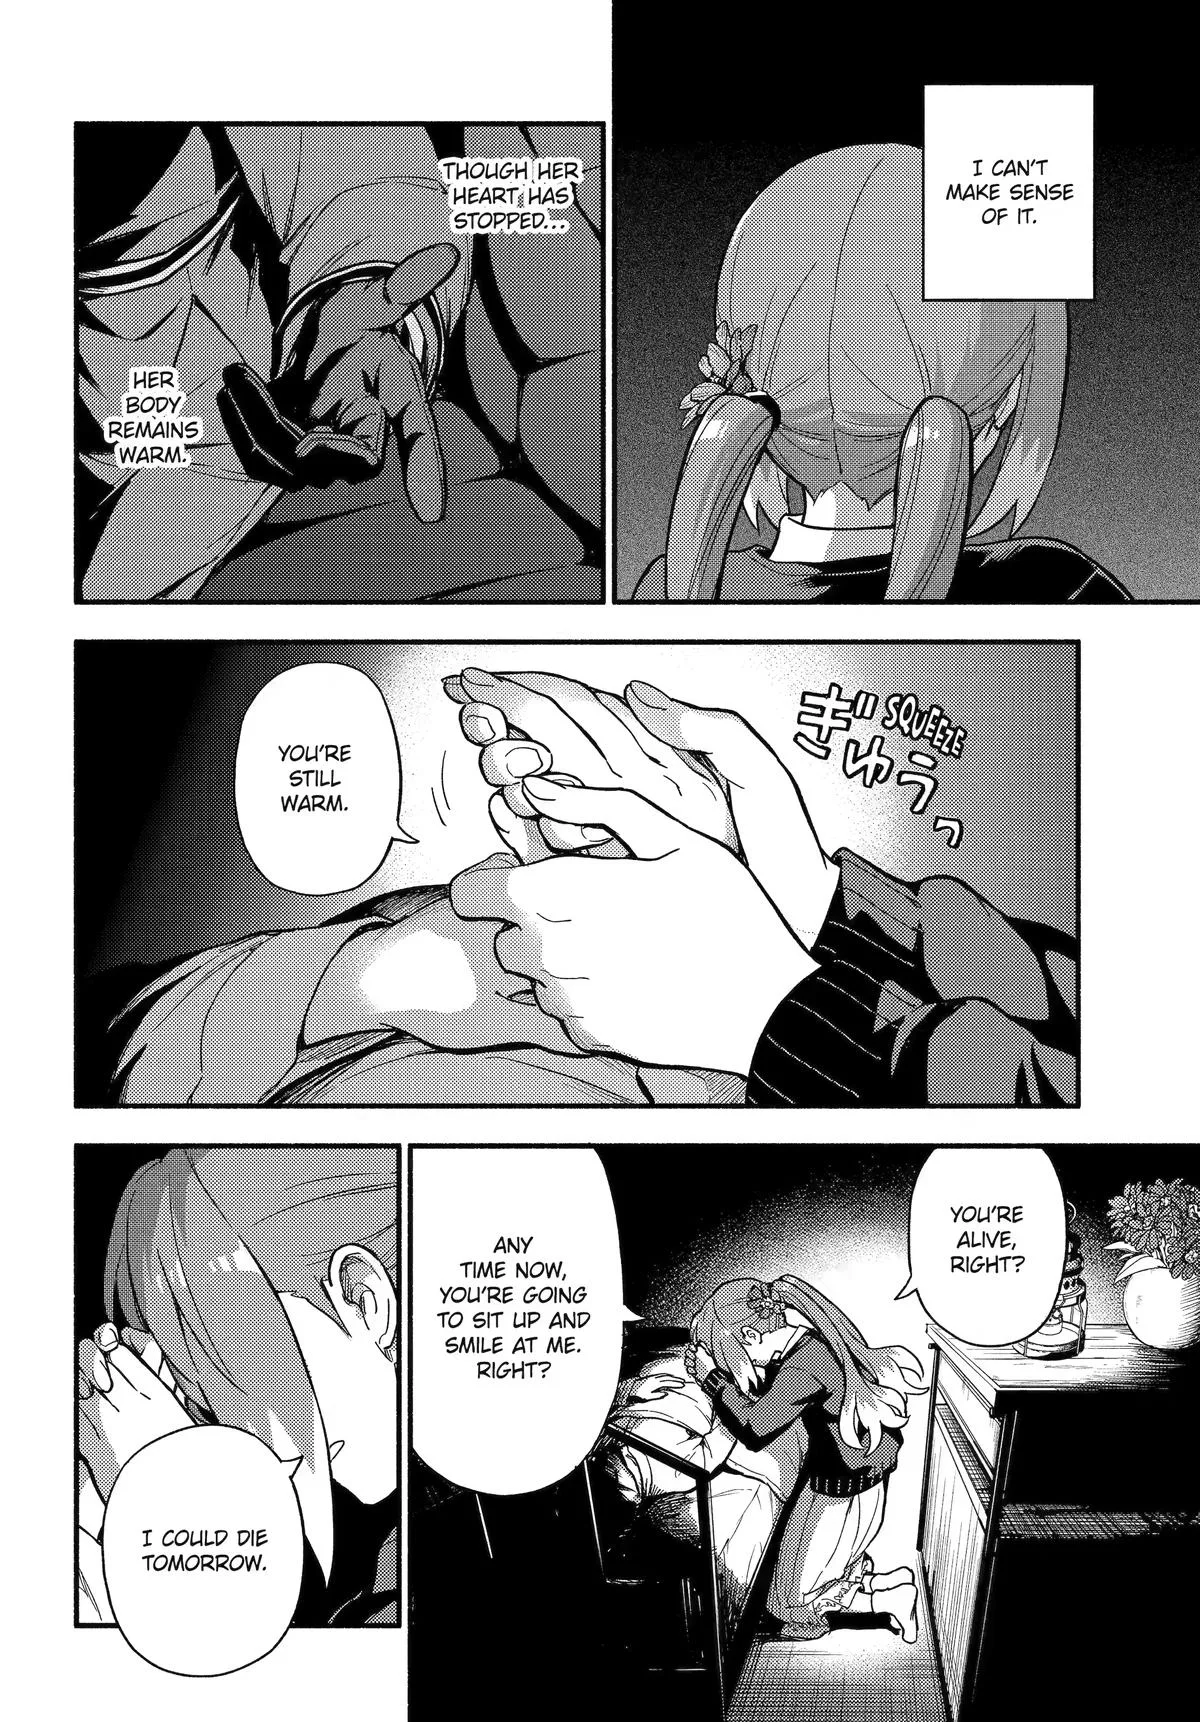 I CAN'T
MAKE SENSE
OF IT.
THOUGH HER
HEART HAS
STOPPED...
HER
BODY
REMAINS
WARM.
SQUEEZE
ぎゅうっ
YOU'RE
STILL
WARM.
YOU'RE
ALIVE,
RIGHT?
ANY
TIME NOW,
YOU'RE GOING
TO SIT UP AND
SMILE AT ME.
RIGHT?
I COULD DIE
TOMORROW.